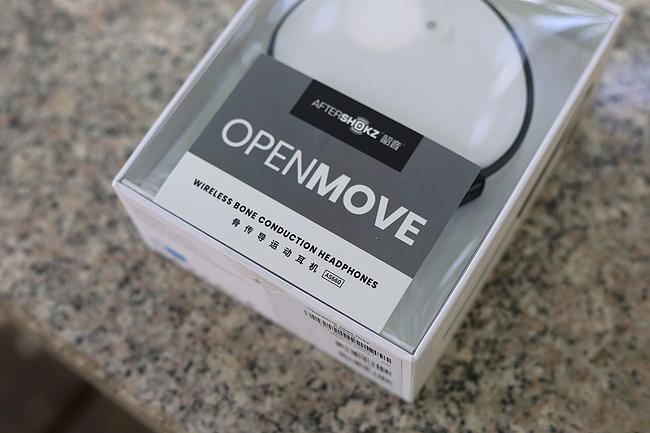 AFTERSHOKZ 韶音
OPENMOVE
WIRELESS BONE CONDUCTION HEADPHONES
骨传导运动耳机 AS660